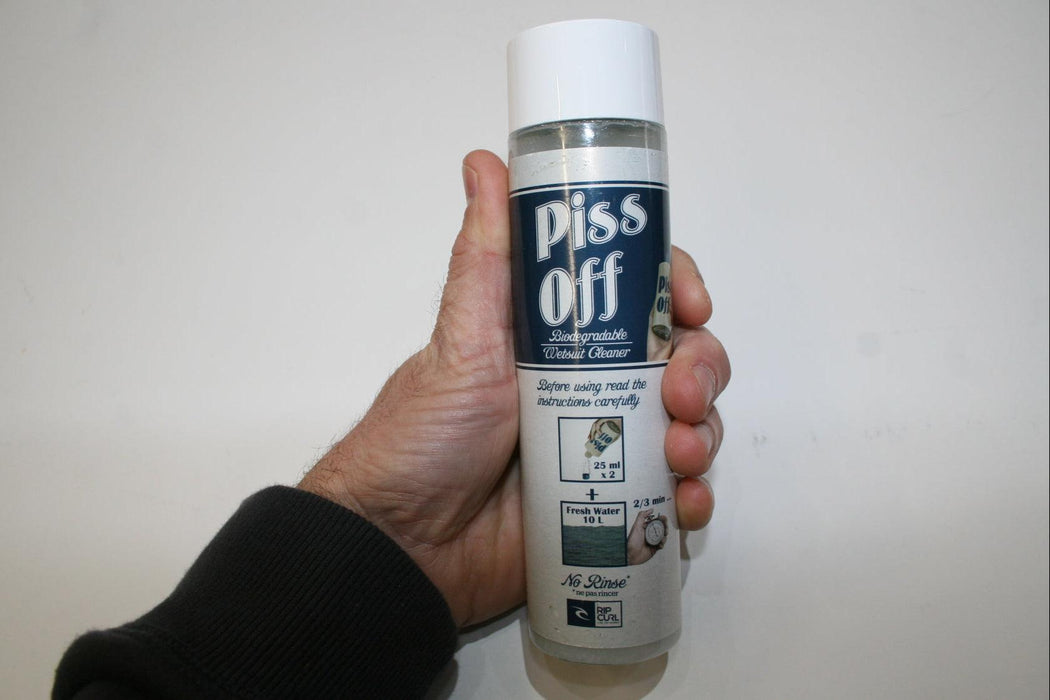 Piss
Off
Biodegradable
Wetsuit Cleaner
Before using read the
instructions carefully
25 ml
x 2
+
2/3 min
Fresh Water
10 L
No Rinse*
* ne pas rincer
RIP
CURL